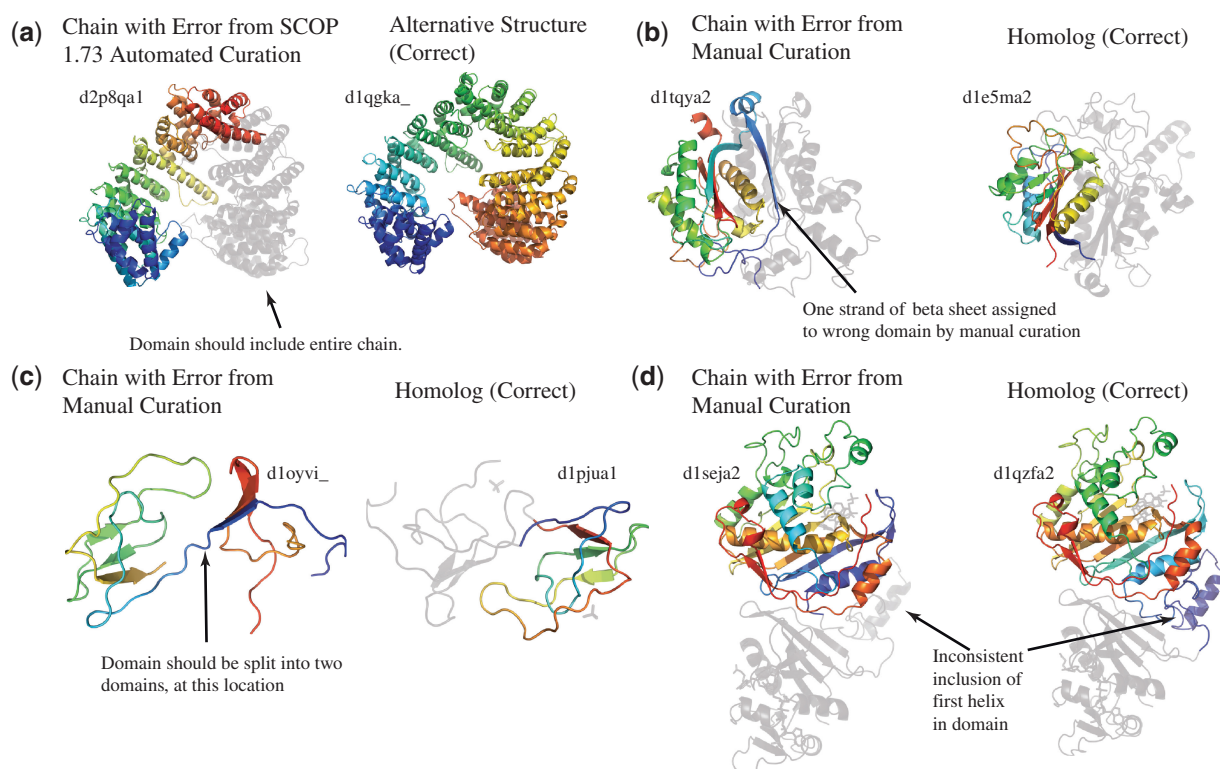 (a)
Chain with Error from SCOP
1.73 Automated Curation
Alternative Structure
(Correct)
d2p8qa1
d1qgka_
Domain should include entire chain.
(b)
Chain with Error from
Manual Curation
Homolog (Correct)
d1tqya2
d1e5ma2
One strand of beta sheet assigned
to wrong domain by manual curation
(c)
Chain with Error from
Manual Curation
Homolog (Correct)
d1oyvi_
d1pjua1
Domain should be split into two
domains, at this location
(d)
Chain with Error from
Manual Curation
Homolog (Correct)
d1seja2
d1qzfa2
Inconsistent
inclusion of
first helix
in domain